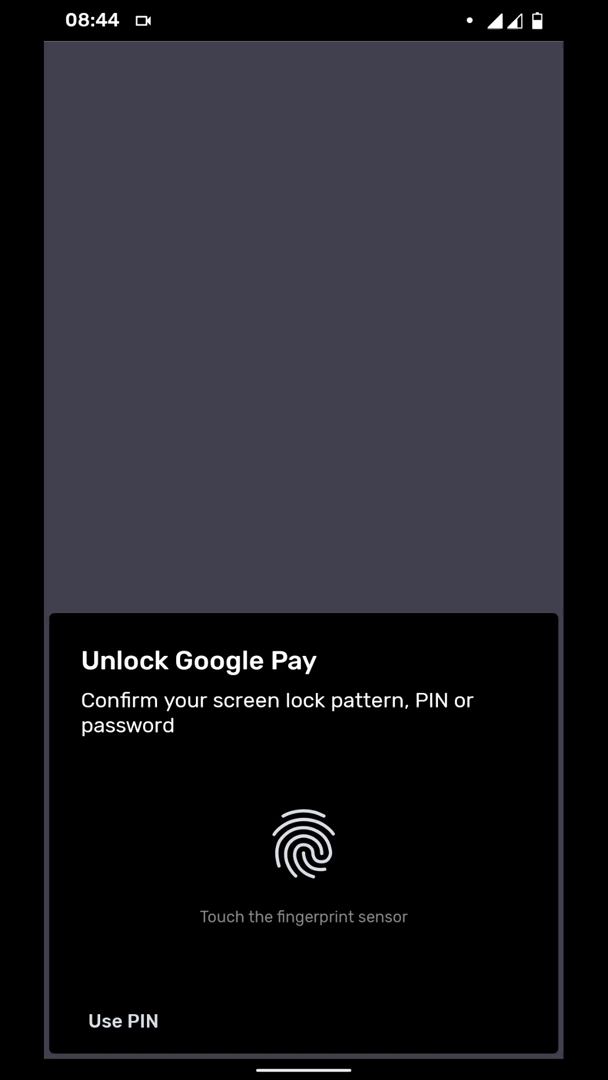 08:44
Unlock Google Pay
Confirm your screen lock pattern, PIN or
password
Touch the fingerprint sensor
Use PIN